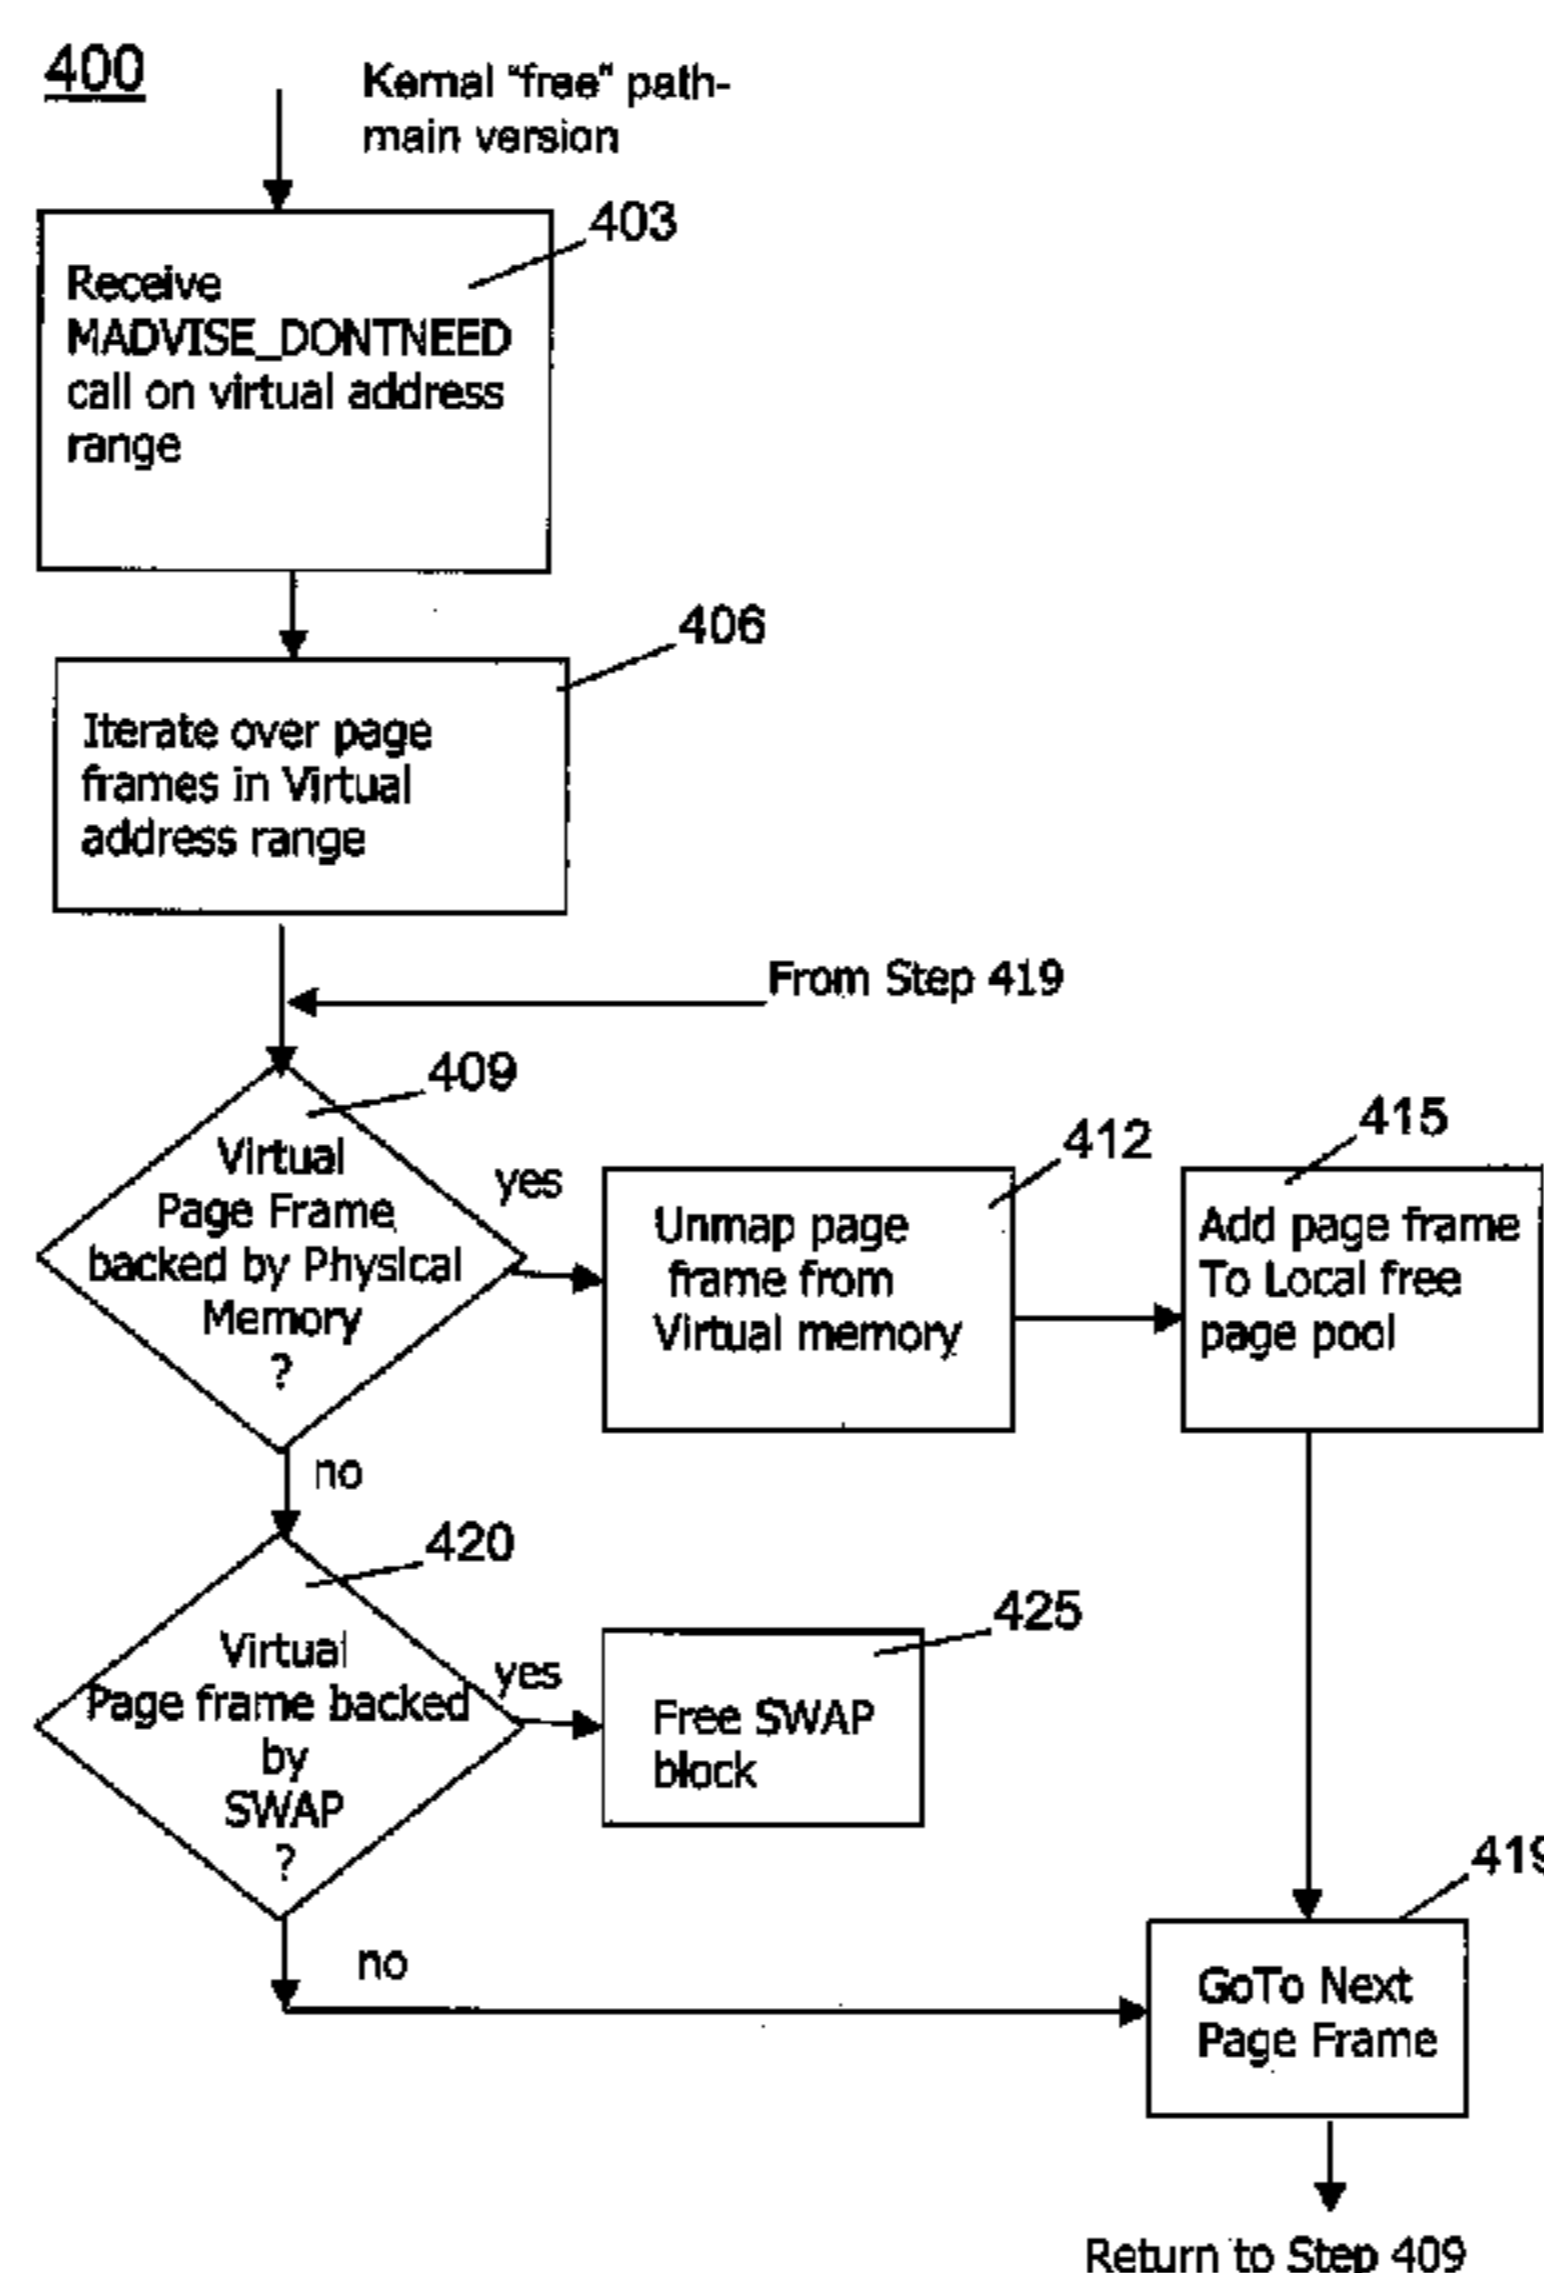 400
Kernal "free" path-
main version
403
Receive
MADVISE_DONTNEED
call on virtual address
range
406
Iterate over page
frames in Virtual
address range
From Step 419
409
Virtual
Page Frame
backed by Physical
Memory
?
yes
412
Unmap page
frame from
Virtual memory
415
Add page frame
To Local free
page pool
no
420
Virtual
Page frame backed
by
SWAP
?
yes
425
Free SWAP
block
419
no
GoTo Next
Page Frame
Return to Step 409